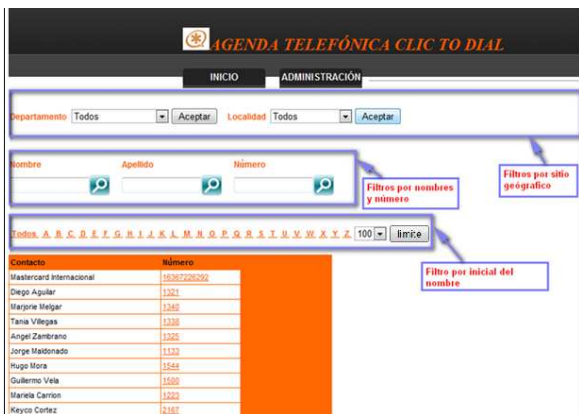 AGENDA TELEFÓNICA CLIC TO DIAL
INICIO ADMINISTRACIÓN
Departamento Todos Aceptar Localidad Todos Aceptar
Filtros por sitio
geógrafico
Nombre Apellido Número
Filtros por nombres
y número
Todos A B C D E F G H I J K L M N O P Q R S T U V W X Y Z 100 limite
Filtro por inicial del
nombre
Contacto Número
Mastercard Internacional 16367226292
Diego Aguilar 1321
Marjorie Melgar 1340
Tania Villegas 1338
Angel Zambrano 1325
Jorge Maldonado 1133
Hugo Mora 1544
Guillermo Vela 1500
Mariela Carrion 1223
Keyco Cortez 2167